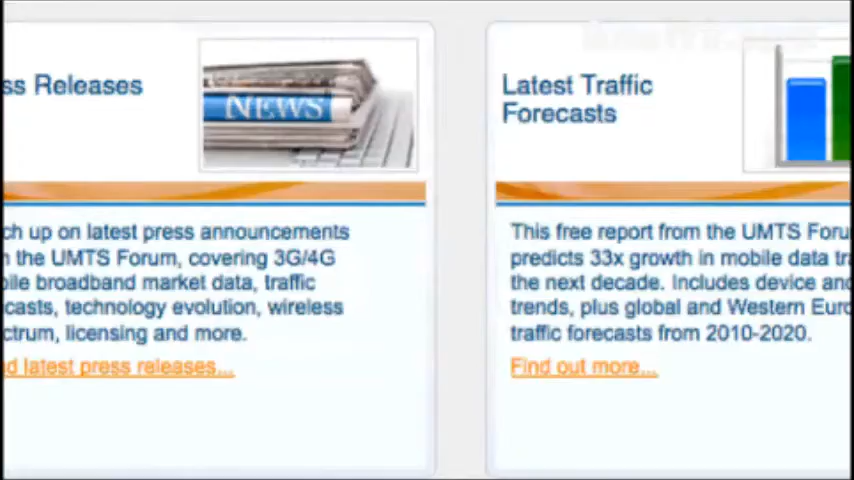 ss Releases
NEWS
ch up on latest press announcements
the UMTS Forum, covering 3G/4G
bile broadband market data, traffic
casts, technology evolution, wireless
ctrum, licensing and more.
d latest press releases...
Latest Traffic
Forecasts
This free report from the UMTS Foru
predicts 33x growth in mobile data tra
the next decade. Includes device and
trends, plus global and Western Euro
traffic forecasts from 2010-2020.
Find out more...